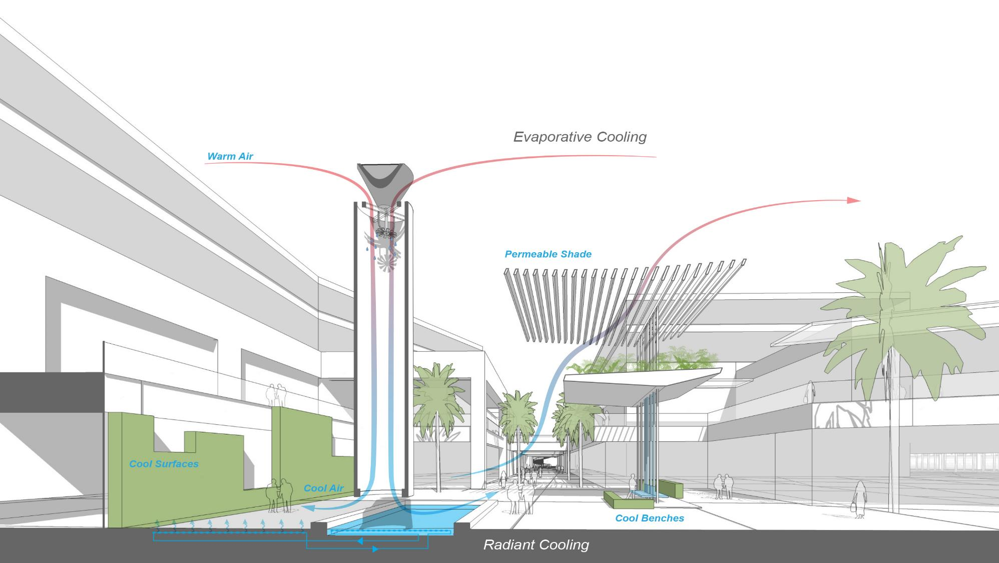 Evaporative Cooling
Warm Air
Permeable Shade
Cool Surfaces
Cool Air
Cool Benches
Radiant Cooling